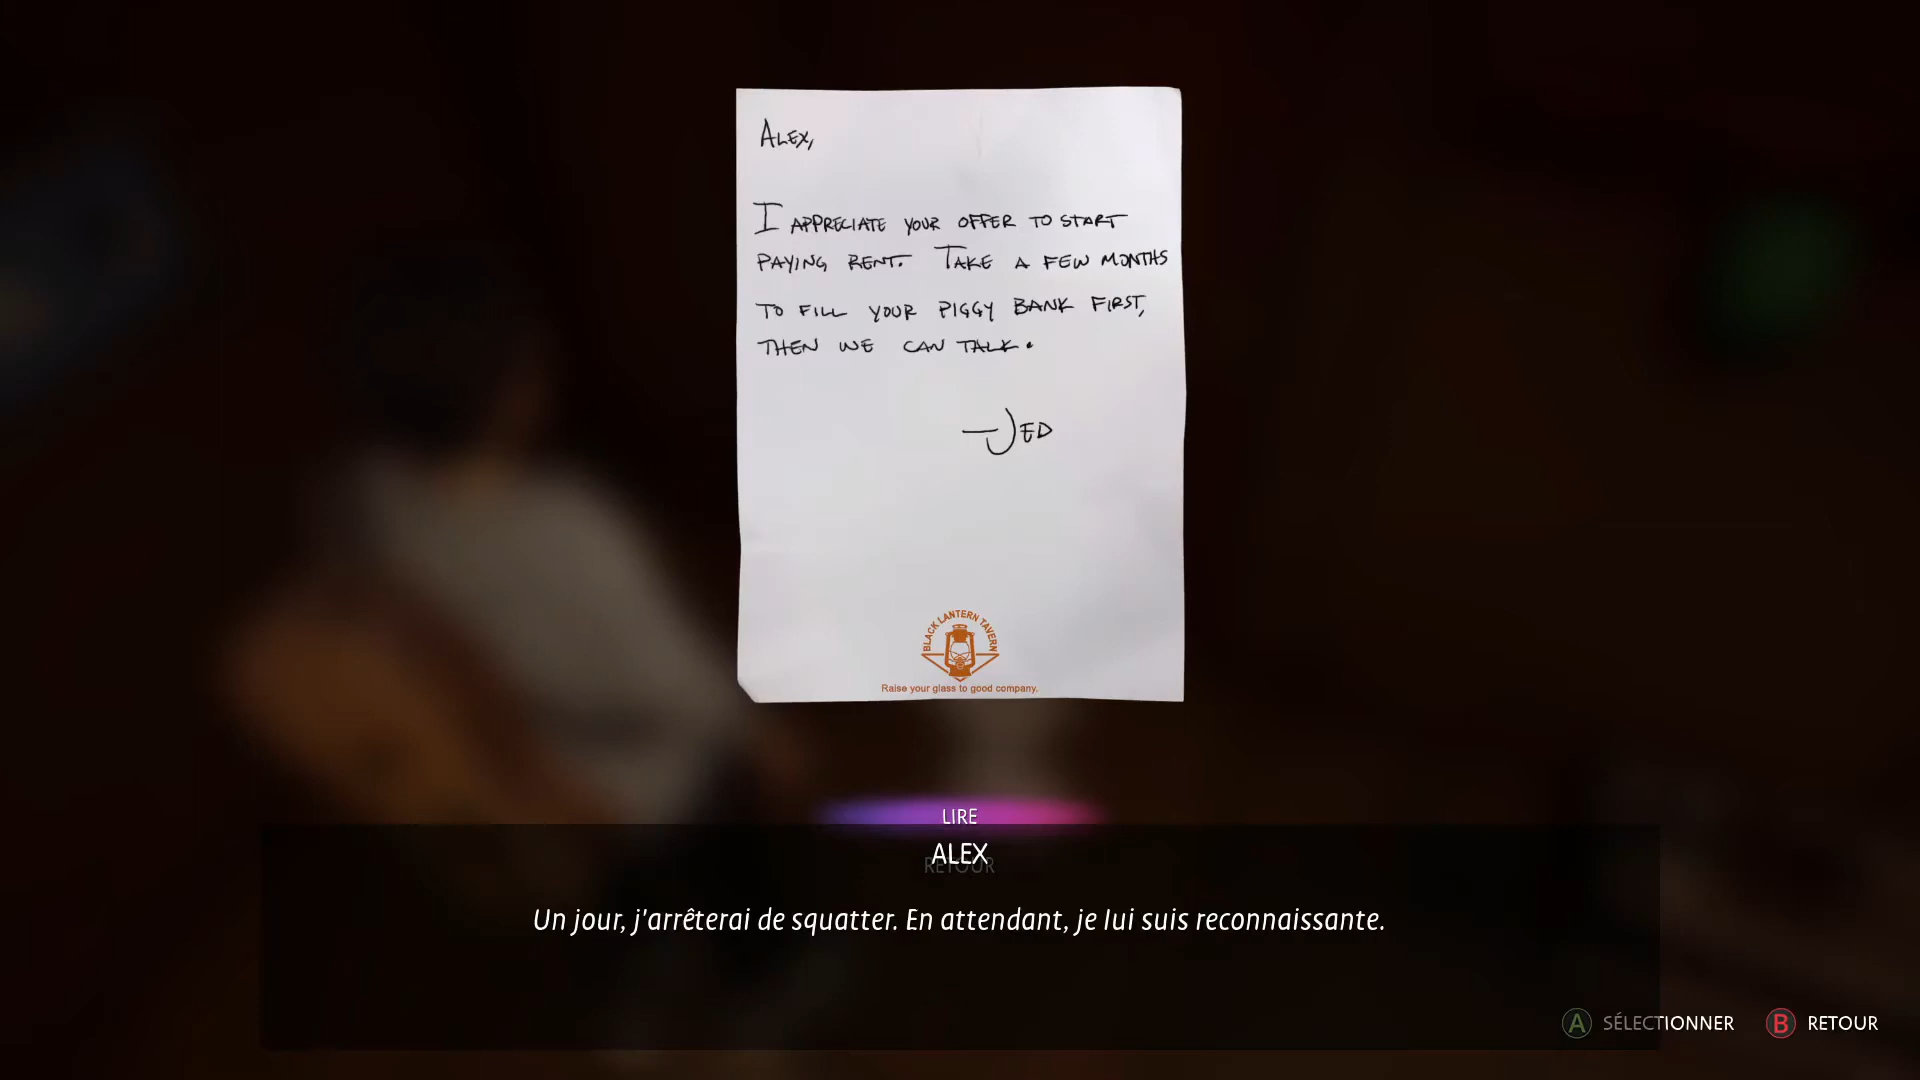 ALEX,
I APPRECIATE YOUR OFFER TO START
PAYING RENT. TAKE A FEW MONTHS
TO FILL YOUR PIGGY BANK FIRST,
THEN WE CAN TALK.
—JED
BLACK LANTERN TAVERN
Raise your glass to good company.
LIRE
ALEX
RETOUR
Un jour, j'arrêterai de squatter. En attendant, je lui suis reconnaissante.
A SÉLECTIONNER B RETOUR